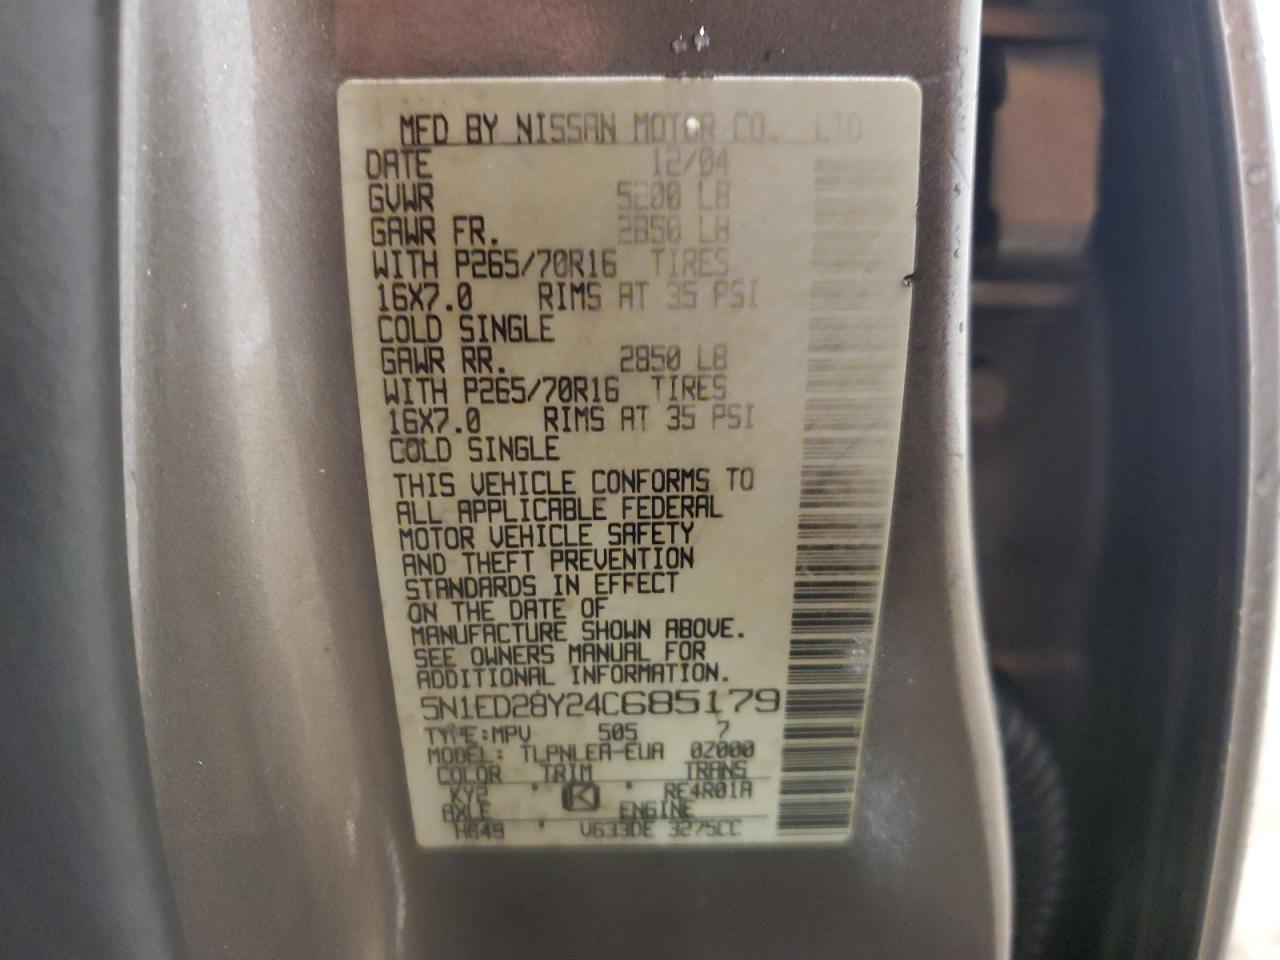 MFD BY NISSAN MOTOR CO. LTD
DATE 12/04
GVWR 5200 LB
GAWR FR. 2850 LB
WITH P265/70R16 TIRES
16X7.0 RIMS AT 35 PSI
COLD SINGLE
GAWR RR. 2850 LB
WITH P265/70R16 TIRES
16X7.0 RIMS AT 35 PSI
COLD SINGLE
THIS VEHICLE CONFORMS TO
ALL APPLICABLE FEDERAL
MOTOR VEHICLE SAFETY
AND THEFT PREVENTION
STANDARDS IN EFFECT
ON THE DATE OF
MANUFACTURE SHOWN ABOVE.
SEE OWNERS MANUAL FOR
ADDITIONAL INFORMATION.
5N1ED28Y24C685179
TYPE:MPV 505 7
MODEL: TLPNLEA-EUA 0Z000
COLOR TRIM TRANS
KY2 K RE4R01A
AXLE ENGINE
HG49 VG33DE 3275CC